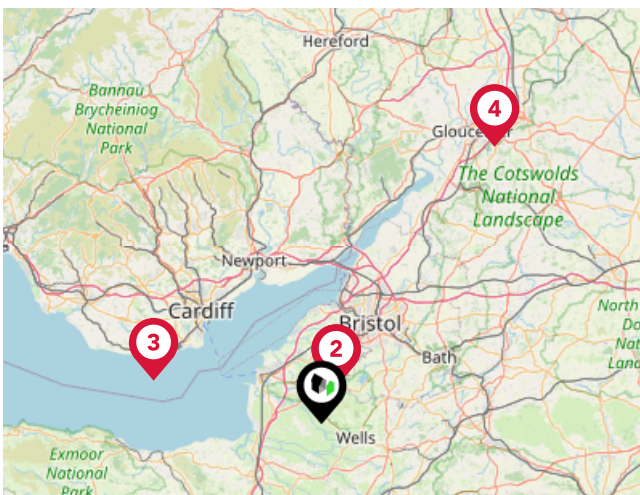 Hereford
Bannau
Brycheiniog
National
Park
4
The Cotswolds
National
Landscape
Newport
Cardiff
North
Bristol
3
2
Bath
Wells
Exmoor
National
Park